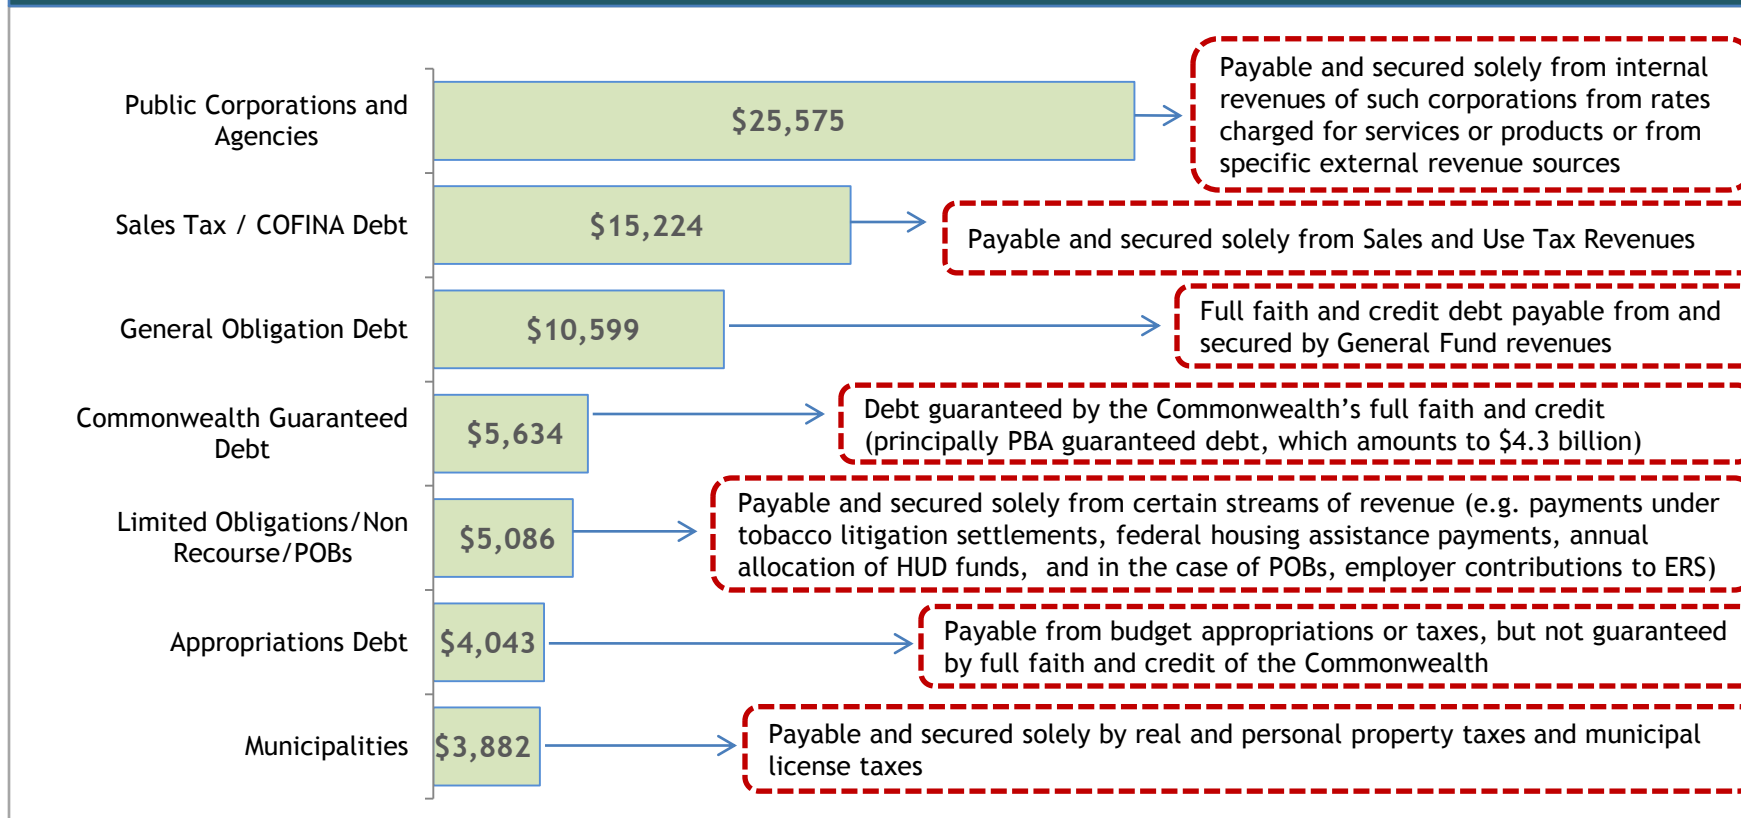 Public Corporations and
Agencies
$25,575
Payable and secured solely from internal
revenues of such corporations from rates
charged for services or products or from
specific external revenue sources
Sales Tax / COFINA Debt
$15,224
Payable and secured solely from Sales and Use Tax Revenues
General Obligation Debt
$10,599
Full faith and credit debt payable from and
secured by General Fund revenues
Commonwealth Guaranteed
Debt
$5,634
Debt guaranteed by the Commonwealth’s full faith and credit
(principally PBA guaranteed debt, which amounts to $4.3 billion)
Limited Obligations/Non
Recourse/POBs
$5,086
Payable and secured solely from certain streams of revenue (e.g. payments under
tobacco litigation settlements, federal housing assistance payments, annual
allocation of HUD funds,  and in the case of POBs, employer contributions to ERS)
Appropriations Debt
$4,043
Payable from budget appropriations or taxes, but not guaranteed
by full faith and credit of the Commonwealth
Municipalities
$3,882
Payable and secured solely by real and personal property taxes and municipal
license taxes